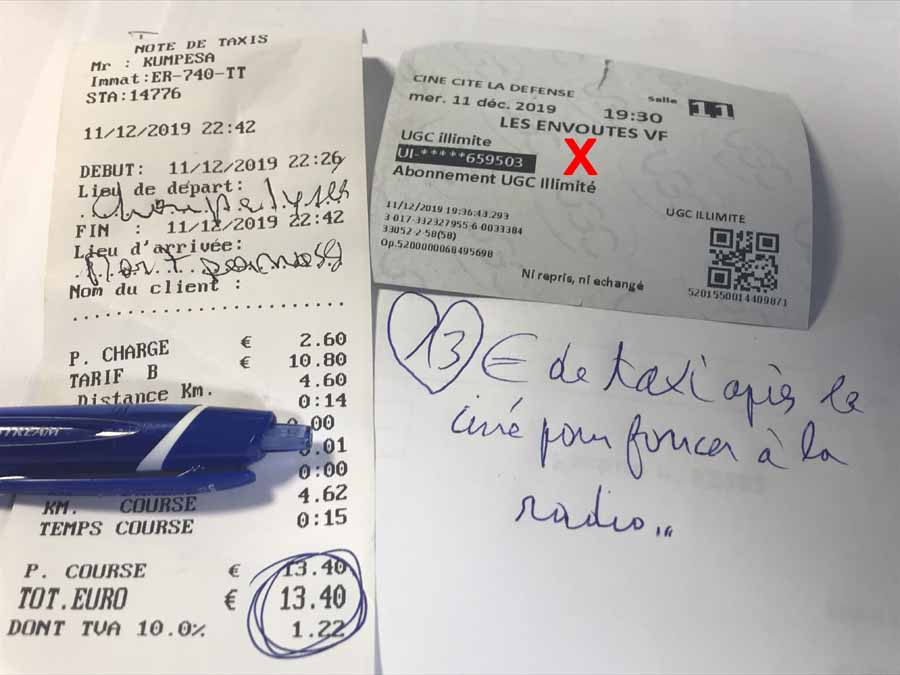 NOTE DE TAXIS
Mr : KUMPESA
Immat:ER-740-TT
STA:14776
11/12/2019 22:42
DEBUT: 11/12/2019 22:26
Lieu de départ:
FIN : 11/12/2019 22:42
Lieu d'arrivée:
Nom du client :
P. CHARGE € 2.60
TARIF B € 10.80
Distance Km. 4.60
0:14
0.00
0.01
0:00
KM. COURSE 4.62
TEMPS COURSE 0:15
P. COURSE € 13.40
TOT.EURO € 13.40
DONT TVA 10.0% 1.22
STREAM
CINE CITE LA DEFENSE
mer. 11 déc. 2019 19:30 Salle 11
LES ENVOUTES VF
UGC illimite
UI-*****659503
X
Abonnement UGC Illimité
11/12/2019 19:36:43.293
3-017-332327955-6-0033384
33052 2-58(58)
Op.5200000068495698
UGC ILLIMITE
5201550014409871
Ni repris, ni echangé
13 € de taxi après le
ciné pour foncer à la
radio...